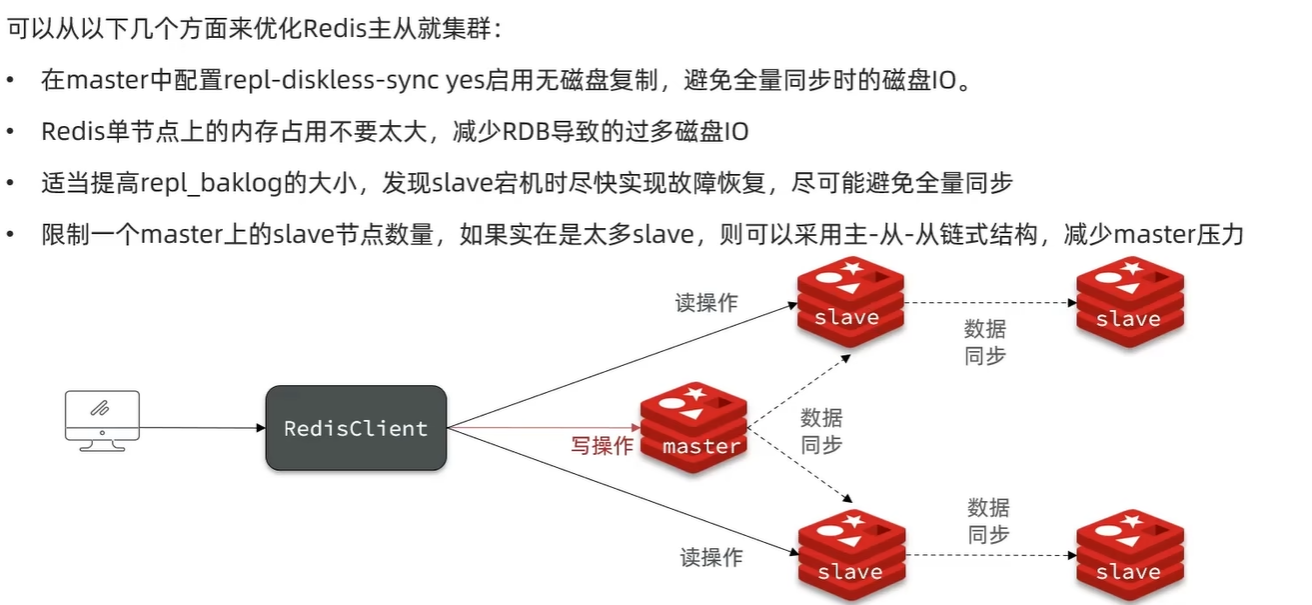 可以从以下几个方面来优化Redis主从就集群：
• 在master中配置repl-diskless-sync yes启用无磁盘复制，避免全量同步时的磁盘IO。
• Redis单节点上的内存占用不要太大，减少RDB导致的过多磁盘IO
• 适当提高repl_baklog的大小，发现slave宕机时尽快实现故障恢复，尽可能避免全量同步
• 限制一个master上的slave节点数量，如果实在是太多slave，则可以采用主-从-从链式结构，减少master压力
读操作
slave
数据
同步
slave
RedisClient
写操作
master
数据
同步
读操作
slave
数据
同步
slave